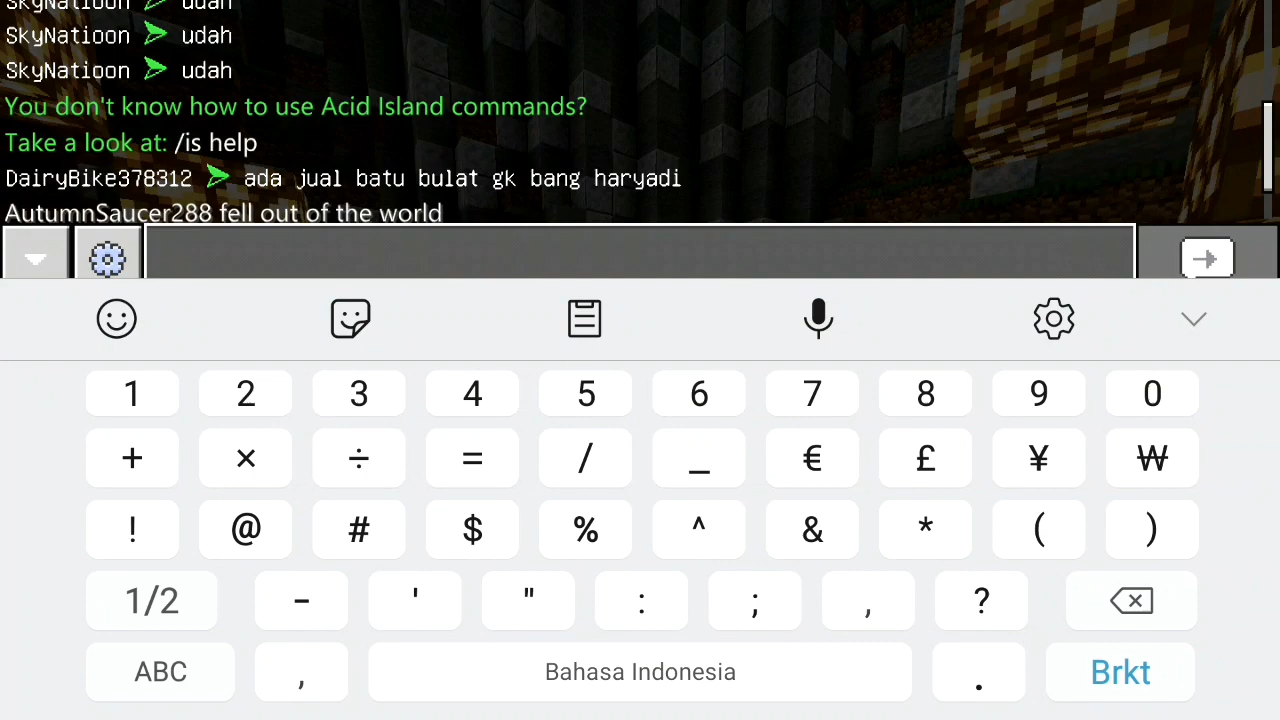 SkyNatioon ➤ udah
SkyNatioon ➤ udah
SkyNatioon ➤ udah
You don't know how to use Acid Island commands?
Take a look at: /is help
DairyBike378312 ➤ ada jual batu bulat gk bang haryadi
AutumnSaucer288 fell out of the world
1 2 3 4 5 6 7 8 9 0
+ × ÷ = / _ € £ ¥ ₩
! @ # $ % ^ & * ( )
1/2 - ' " : ; , ?
ABC , Bahasa Indonesia . Brkt